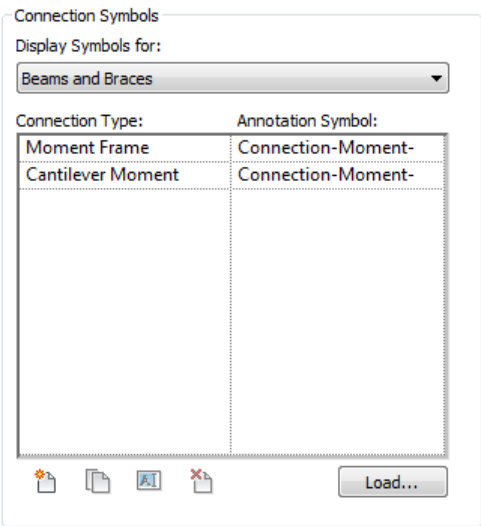 Connection Symbols
Display Symbols for:
Beams and Braces
Connection Type: Annotation Symbol:
Moment Frame Connection-Moment-
Cantilever Moment Connection-Moment-
Load...